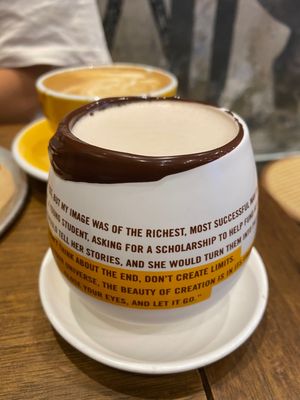 BUT MY IMAGE WAS OF THE RICHEST, MOST SUCCESSFUL
STUDENT, ASKING FOR A SCHOLARSHIP TO HELP
TELL HER STORIES, AND SHE WOULD TURN THEM
ABOUT THE END, DON'T CREATE LIMITS
UNIVERSE. THE BEAUTY OF CREATION IS IN
YOUR EYES, AND LET IT GO."